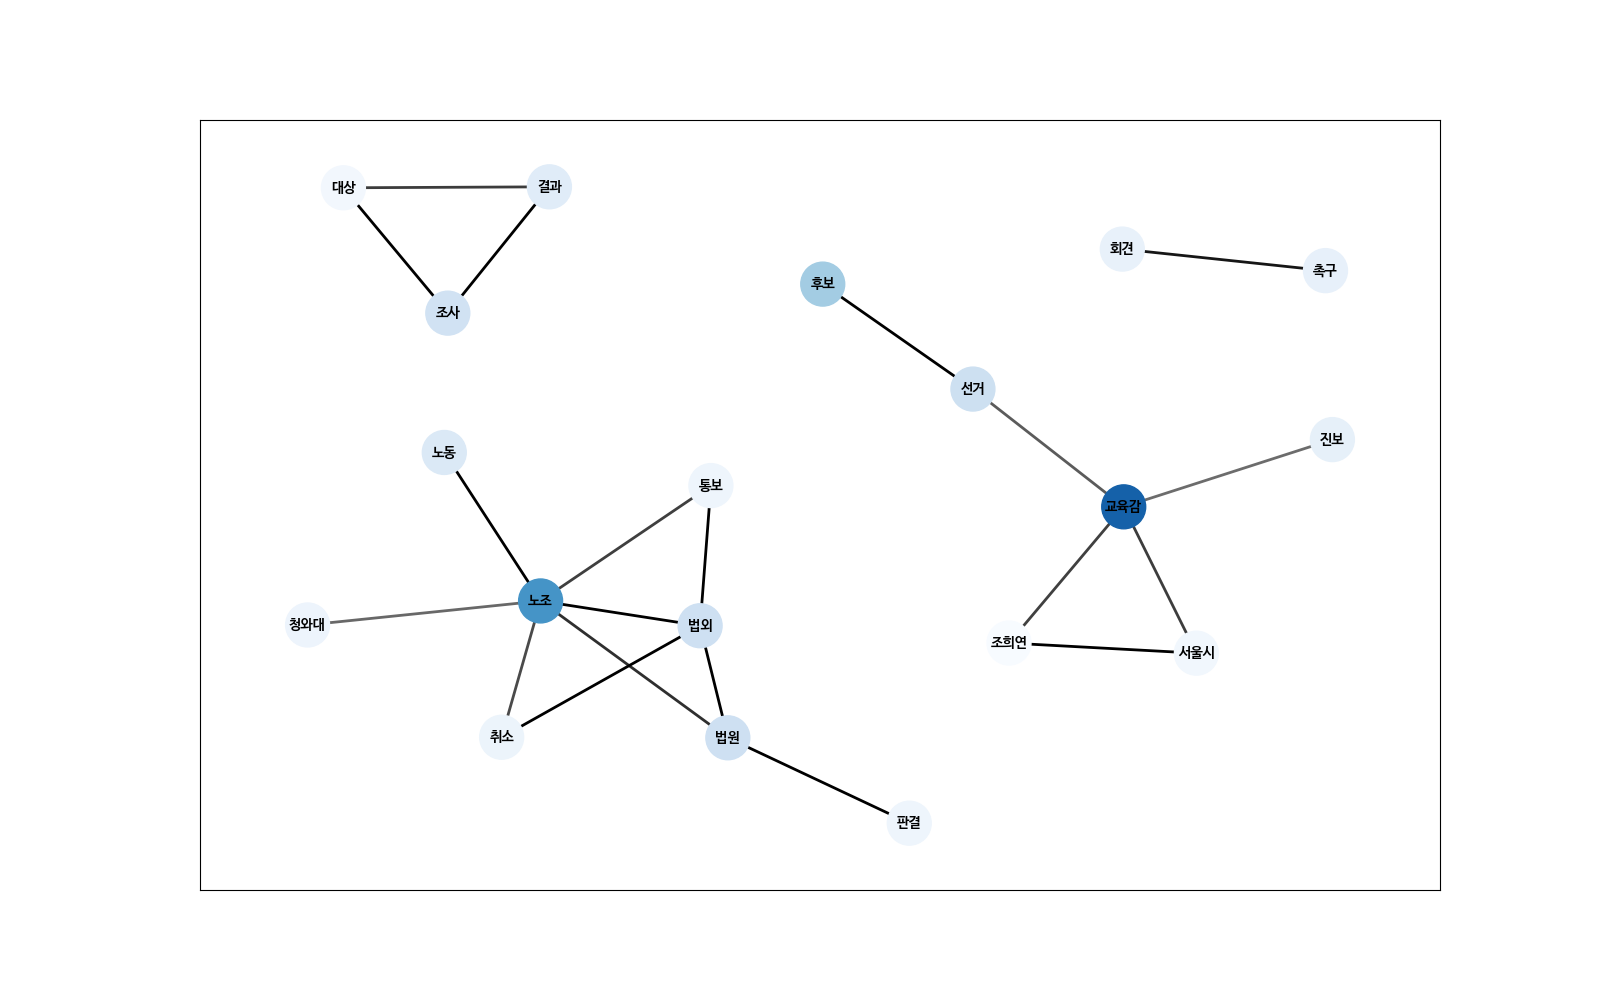 대상
결과
회견
촉구
후보
조사
선거
진보
노동
통보
교육감
노조
청와대
법외
조희연
서울시
취소
법원
판결